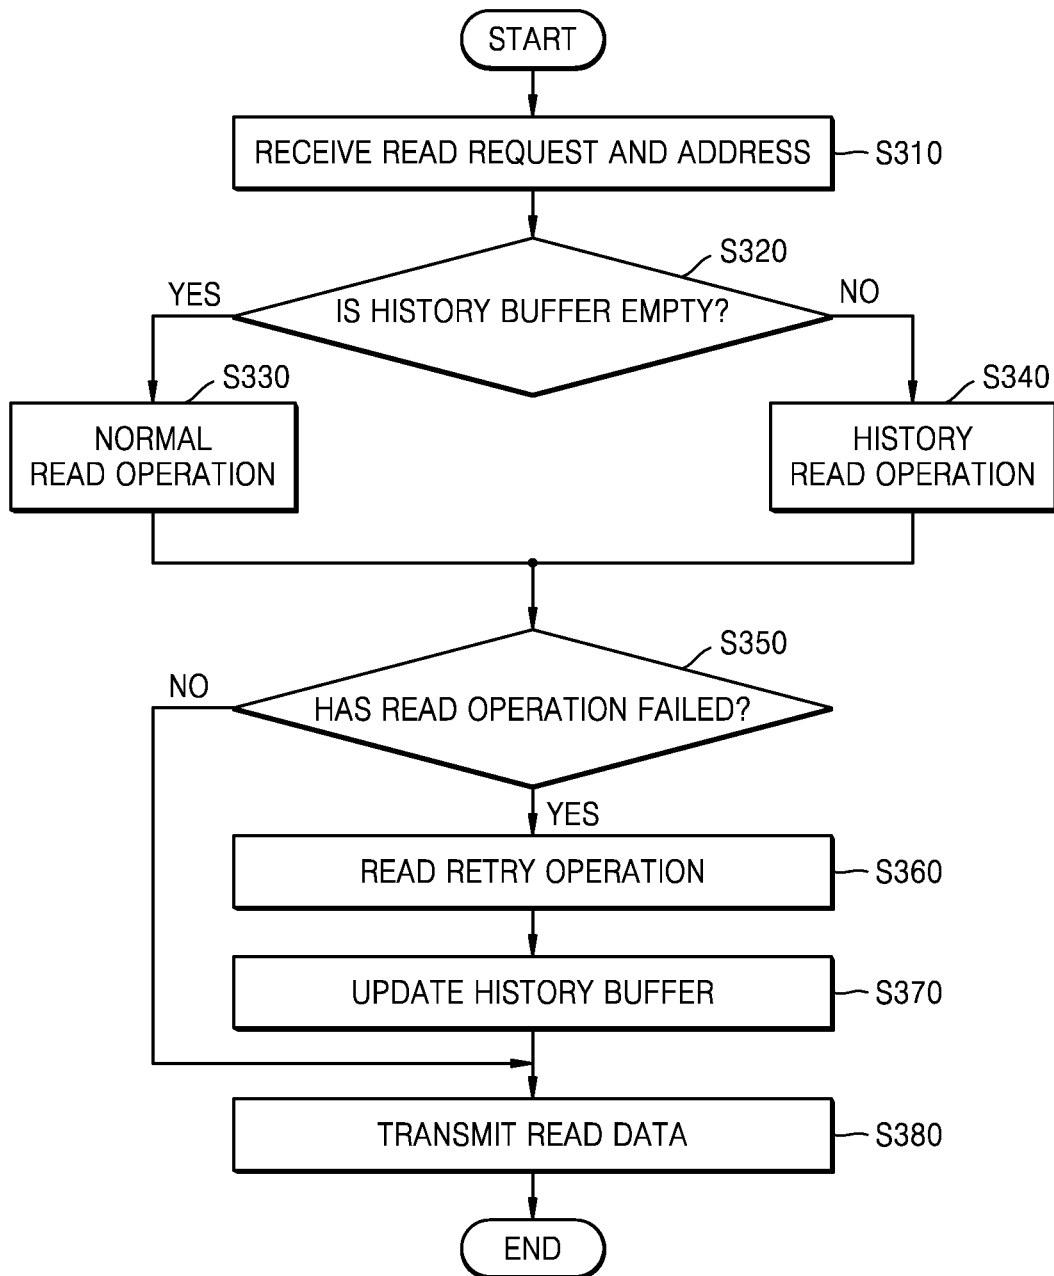 START
RECEIVE READ REQUEST AND ADDRESS
S310
S320
IS HISTORY BUFFER EMPTY?
YES
NO
S330
S340
NORMAL
READ OPERATION
HISTORY
READ OPERATION
S350
HAS READ OPERATION FAILED?
NO
YES
READ RETRY OPERATION
S360
UPDATE HISTORY BUFFER
S370
TRANSMIT READ DATA
S380
END